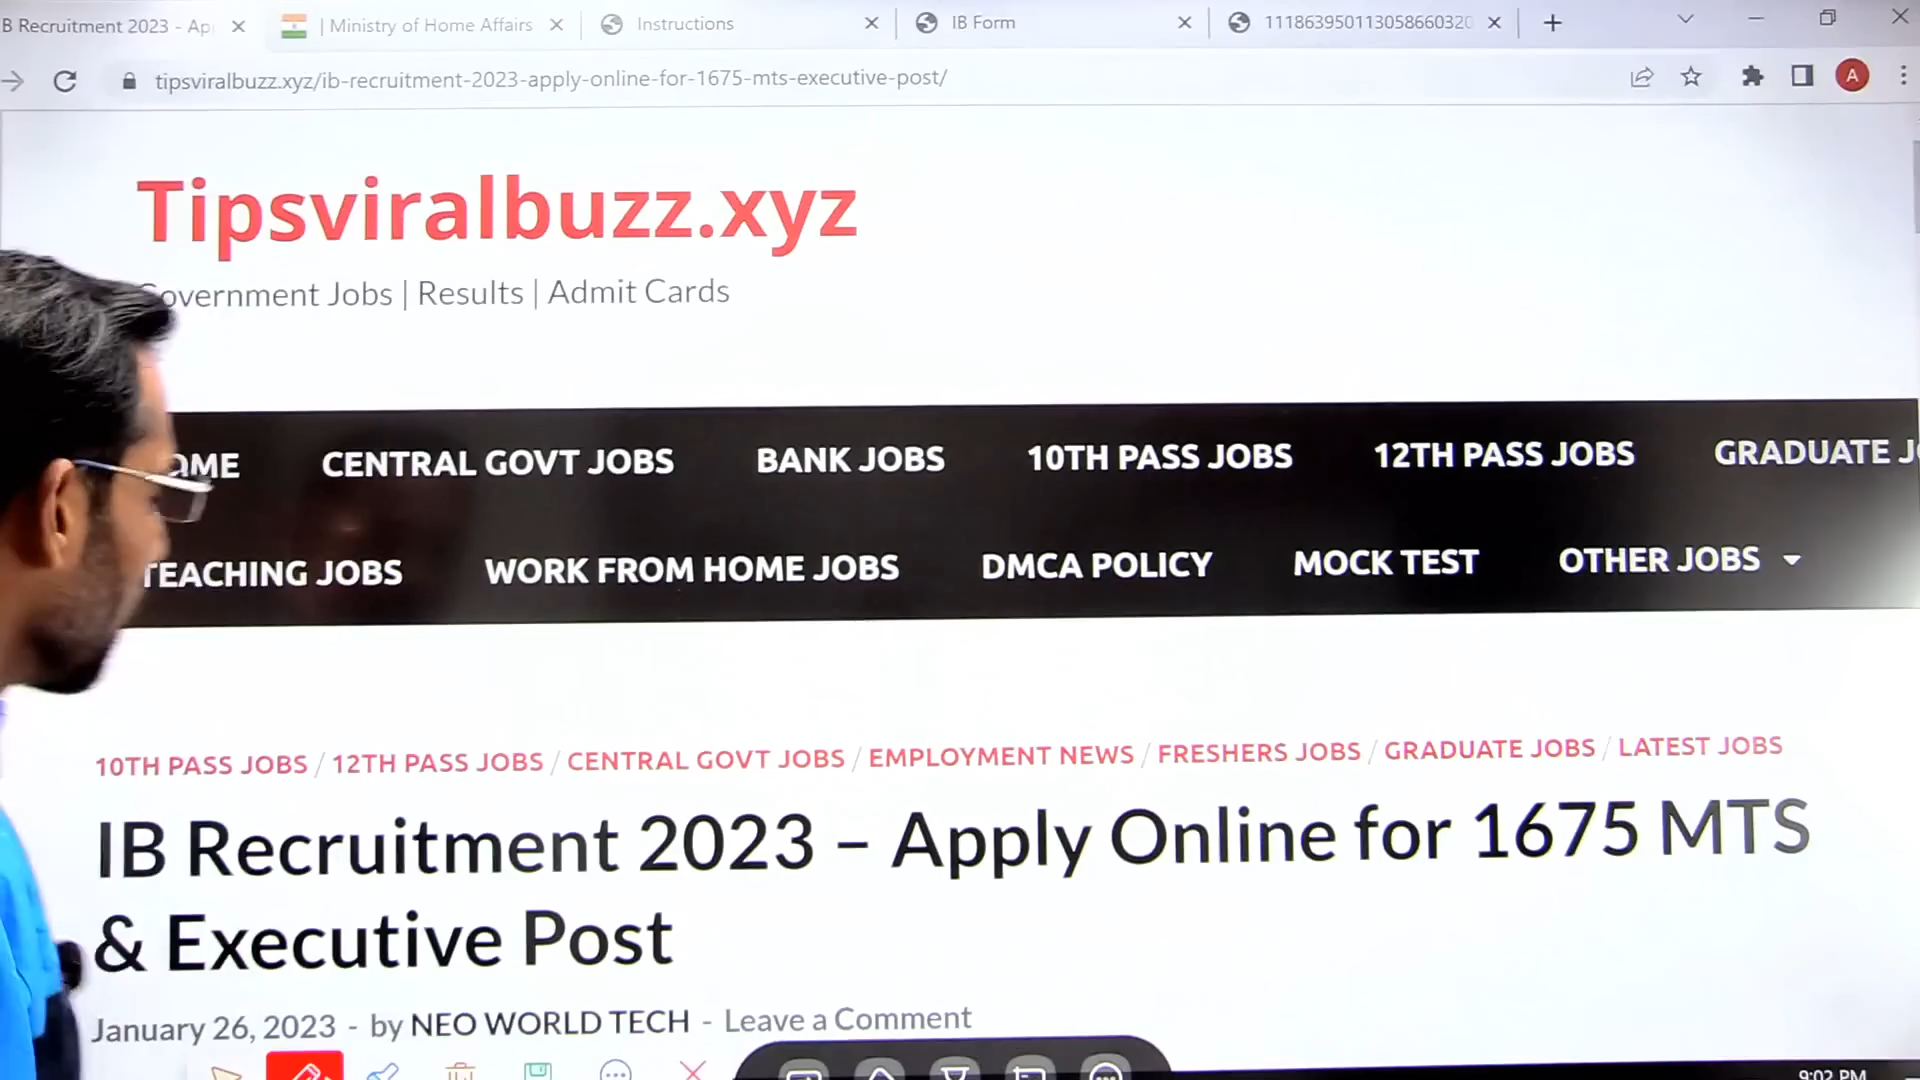 B Recruitment 2023 - Ap
| Ministry of Home Affairs
Instructions
IB Form
111863950113058660320
tipsviralbuzz.xyz/ib-recruitment-2023-apply-online-for-1675-mts-executive-post/
A
Tipsviralbuzz.xyz
overnment Jobs | Results | Admit Cards
OME CENTRAL GOVT JOBS BANK JOBS 10TH PASS JOBS 12TH PASS JOBS GRADUATE
TEACHING JOBS WORK FROM HOME JOBS DMCA POLICY MOCK TEST OTHER JOBS
10TH PASS JOBS / 12TH PASS JOBS / CENTRAL GOVT JOBS / EMPLOYMENT NEWS / FRESHERS JOBS / GRADUATE JOBS / LATEST JOBS
IB Recruitment 2023 – Apply Online for 1675 MTS
& Executive Post
January 26, 2023 - by NEO WORLD TECH - Leave a Comment
9:02 PM